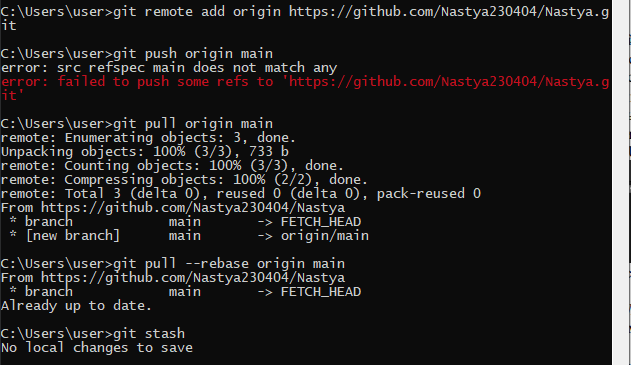 C:\Users\user>git remote add origin https://github.com/Nastya230404/Nastya.g
it
C:\Users\user>git push origin main
error: src refspec main does not match any
error: failed to push some refs to 'https://github.com/Nastya230404/Nastya.g
it'
C:\Users\user>git pull origin main
remote: Enumerating objects: 3, done.
Unpacking objects: 100% (3/3), 733 b
remote: Counting objects: 100% (3/3), done.
remote: Compressing objects: 100% (2/2), done.
remote: Total 3 (delta 0), reused 0 (delta 0), pack-reused 0
From https://github.com/Nastya230404/Nastya
 * branch            main       -> FETCH_HEAD
 * [new branch]      main       -> origin/main
C:\Users\user>git pull --rebase origin main
From https://github.com/Nastya230404/Nastya
 * branch            main       -> FETCH_HEAD
Already up to date.
C:\Users\user>git stash
No local changes to save